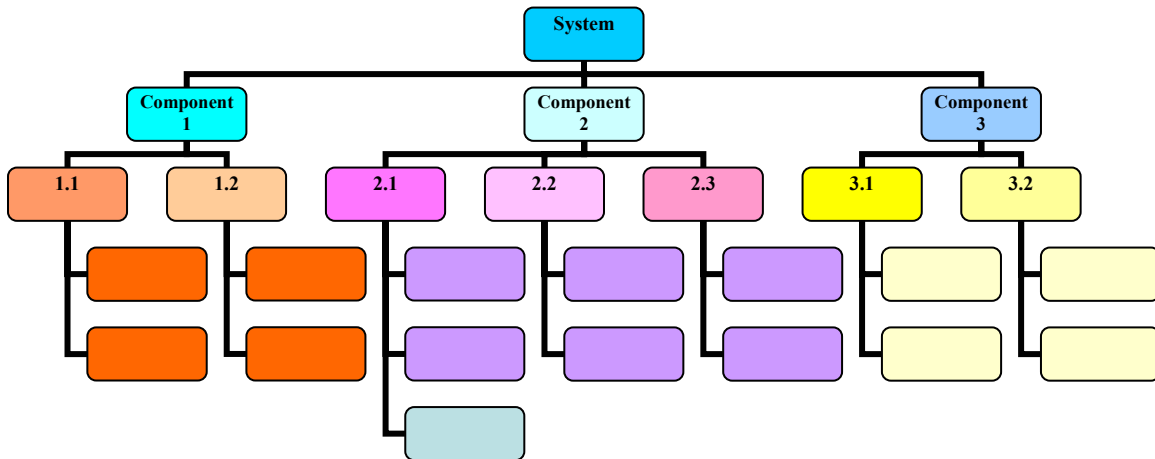 System
Component
1
Component
2
Component
3
1.1
1.2
2.1
2.2
2.3
3.1
3.2